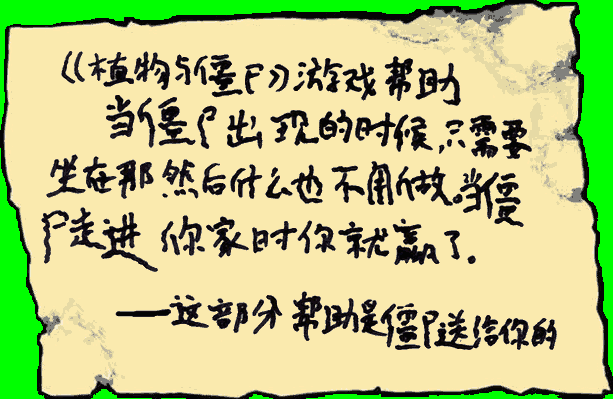 《植物与僵尸》游戏帮助
当僵尸出现的时候,只需要
坐在那然后什么也不用做。当僵
尸走进你家时你就赢了.
——这部分帮助是僵尸送给你的